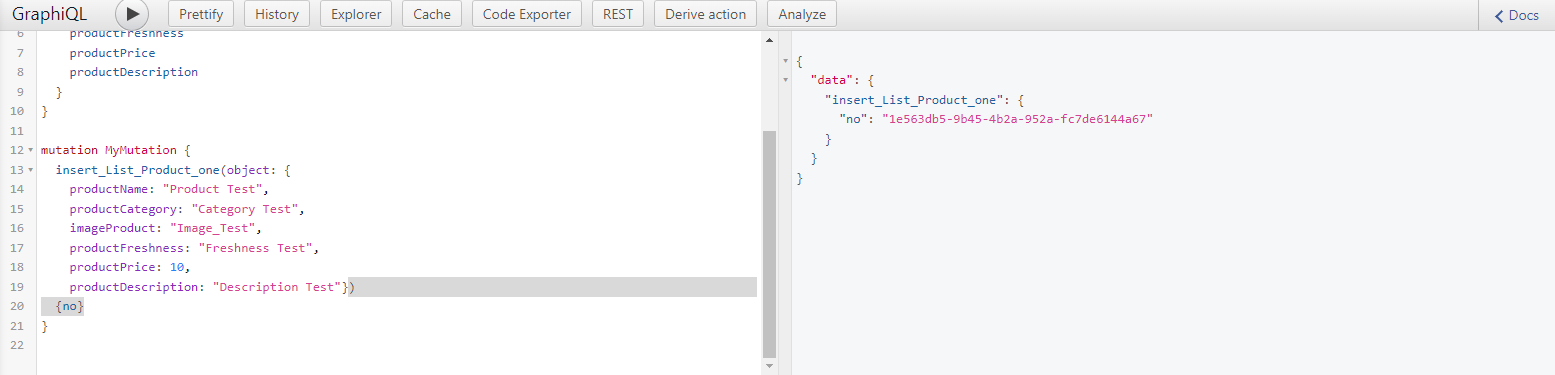 GraphiQL Prettify History Explorer Cache Code Exporter REST Derive action Analyze Docs
6 productFreshness
7 productPrice
8 productDescription
9 }
10 }
11
12 mutation MyMutation {
13 insert_List_Product_one(object: {
14 productName: "Product Test",
15 productCategory: "Category Test",
16 imageProduct: "Image_Test",
17 productFreshness: "Freshness Test",
18 productPrice: 10,
19 productDescription: "Description Test"})
20 {no}
21 }
22
{
"data": {
"insert_List_Product_one": {
"no": "1e563db5-9b45-4b2a-952a-fc7de6144a67"
}
}
}